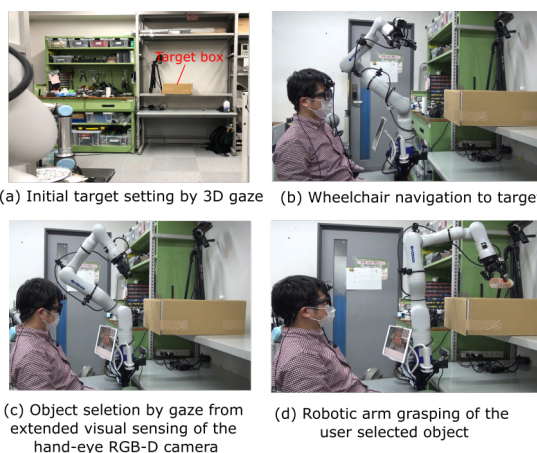 Target box
(a) Initial target setting by 3D gaze
(b) Wheelchair navigation to targe
(c) Object seletion by gaze from
extended visual sensing of the
hand-eye RGB-D camera
(d) Robotic arm grasping of the
user selected object